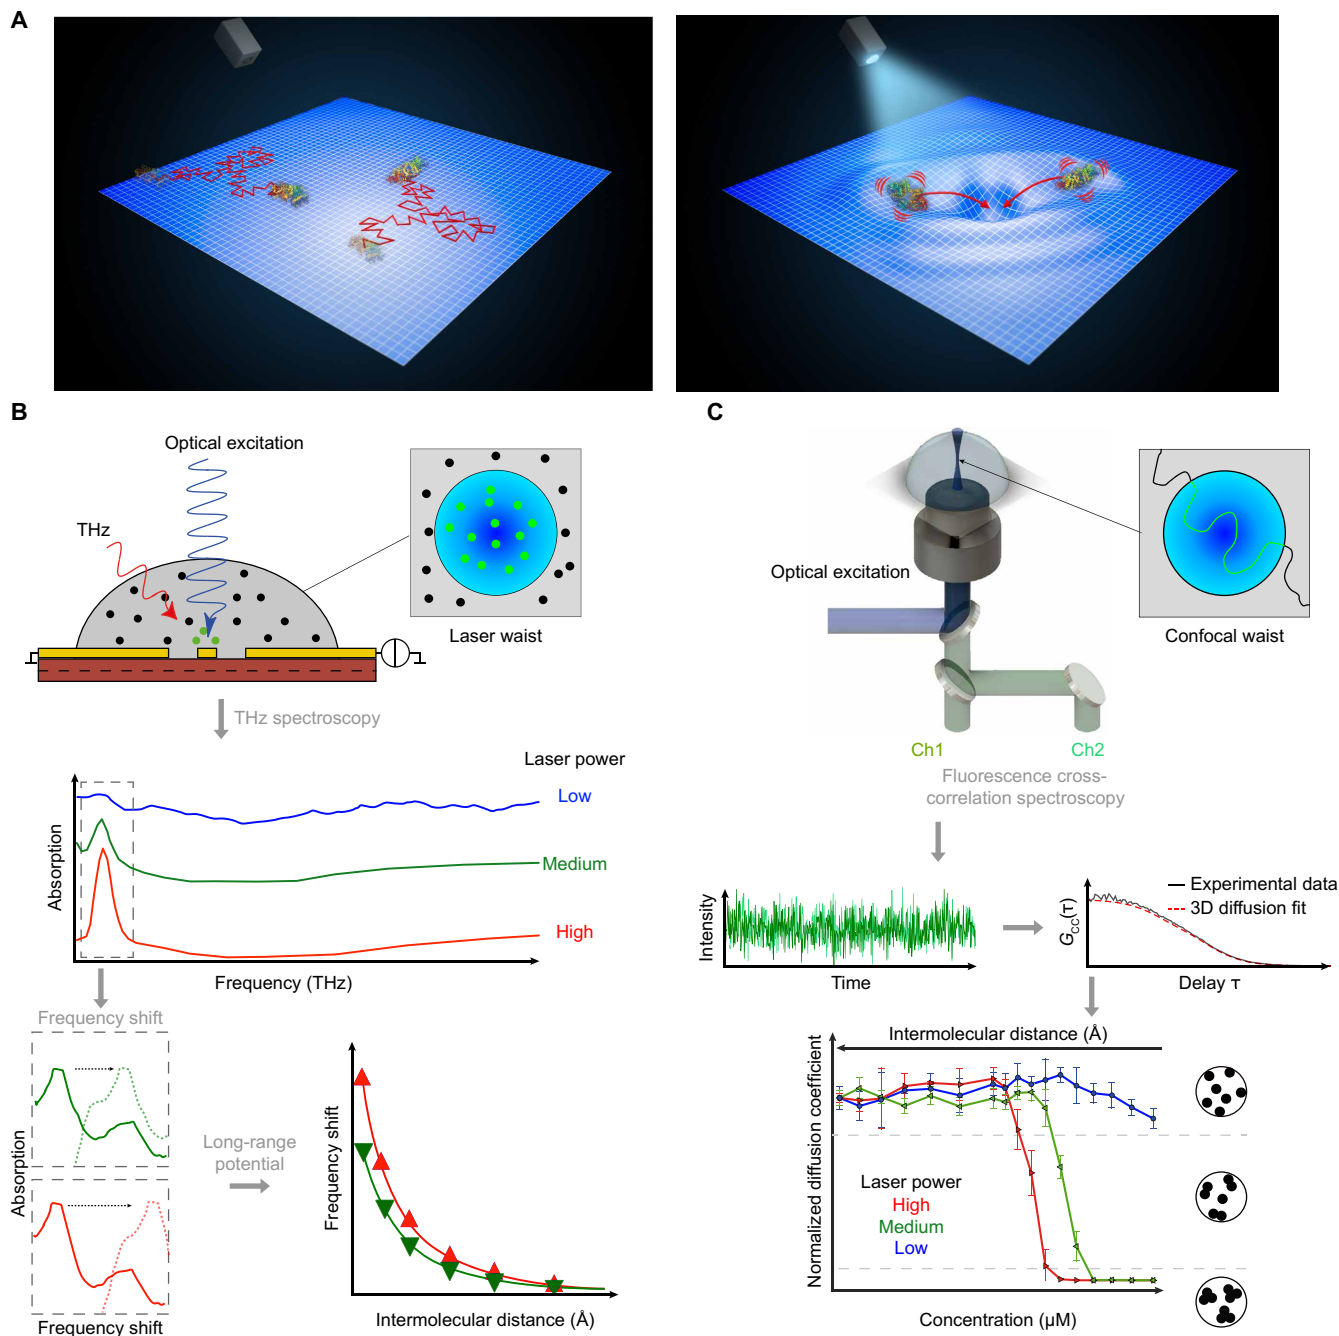 A
B
Optical excitation
THz
Laser waist
THz spectroscopy
Laser power
Low
Medium
High
Absorption
Frequency (THz)
Frequency shift
Absorption
Frequency shift
Long-range
potential
Frequency shift
Intermolecular distance (Å)
C
Optical excitation
Confocal waist
Ch1
Ch2
Fluorescence cross-
correlation spectroscopy
Intensity
Time
G_CC(τ)
Experimental data
3D diffusion fit
Delay τ
Intermolecular distance (Å)
Normalized diffusion coefficient
Laser power
High
Medium
Low
Concentration (µM)